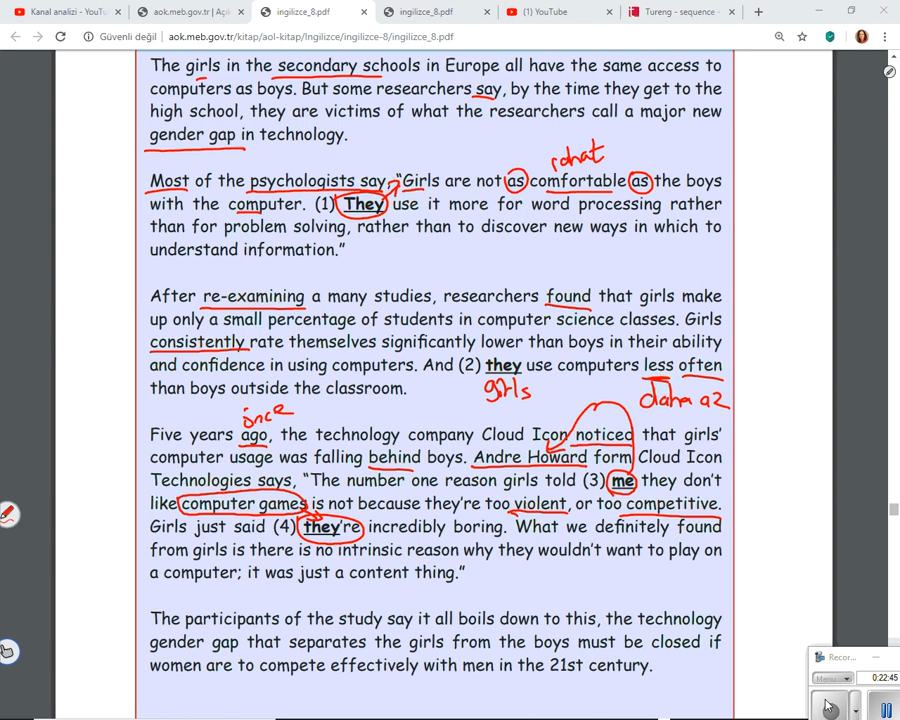 Kanal analizi - YouTu
aok.meb.gov.tr | Açık
ingilizce_8.pdf
ingilizce_8.pdf
(1) YouTube
Tureng - sequence -
Güvenli değil | aok.meb.gov.tr/kitap/aol-kitap/Ingilizce/ingilizce-8/ingilizce_8.pdf
The girls in the secondary schools in Europe all have the same access to
computers as boys. But some researchers say, by the time they get to the
high school, they are victims of what the researchers call a major new
gender gap in technology.
rahat
Most of the psychologists say, "Girls are not as comfortable as the boys
with the computer. (1) They use it more for word processing rather
than for problem solving, rather than to discover new ways in which to
understand information."
After re-examining a many studies, researchers found that girls make
up only a small percentage of students in computer science classes. Girls
consistently rate themselves significantly lower than boys in their ability
and confidence in using computers. And (2) they use computers less often
than boys outside the classroom.
girls
daha az
önce
Five years ago, the technology company Cloud Icon noticed that girls'
computer usage was falling behind boys. Andre Howard form Cloud Icon
Technologies says, "The number one reason girls told (3) me they don't
like computer games is not because they're too violent, or too competitive.
Girls just said (4) they're incredibly boring. What we definitely found
from girls is there is no intrinsic reason why they wouldn't want to play on
a computer; it was just a content thing."
The participants of the study say it all boils down to this, the technology
gender gap that separates the girls from the boys must be closed if
women are to compete effectively with men in the 21st century.
Recor...
Menu
0:22:45